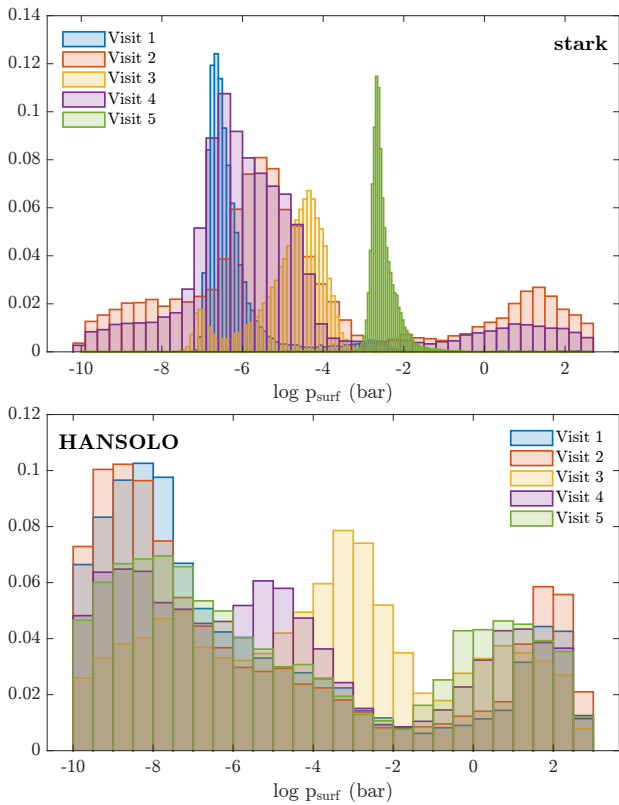 stark
Visit 1
Visit 2
Visit 3
Visit 4
Visit 5
0.14
0.12
0.1
0.08
0.06
0.04
0.02
0
-10 -8 -6 -4 -2 0 2
log p_surf (bar)
HANSOLO
Visit 1
Visit 2
Visit 3
Visit 4
Visit 5
0.12
0.1
0.08
0.06
0.04
0.02
0
-10 -8 -6 -4 -2 0 2
log p_surf (bar)